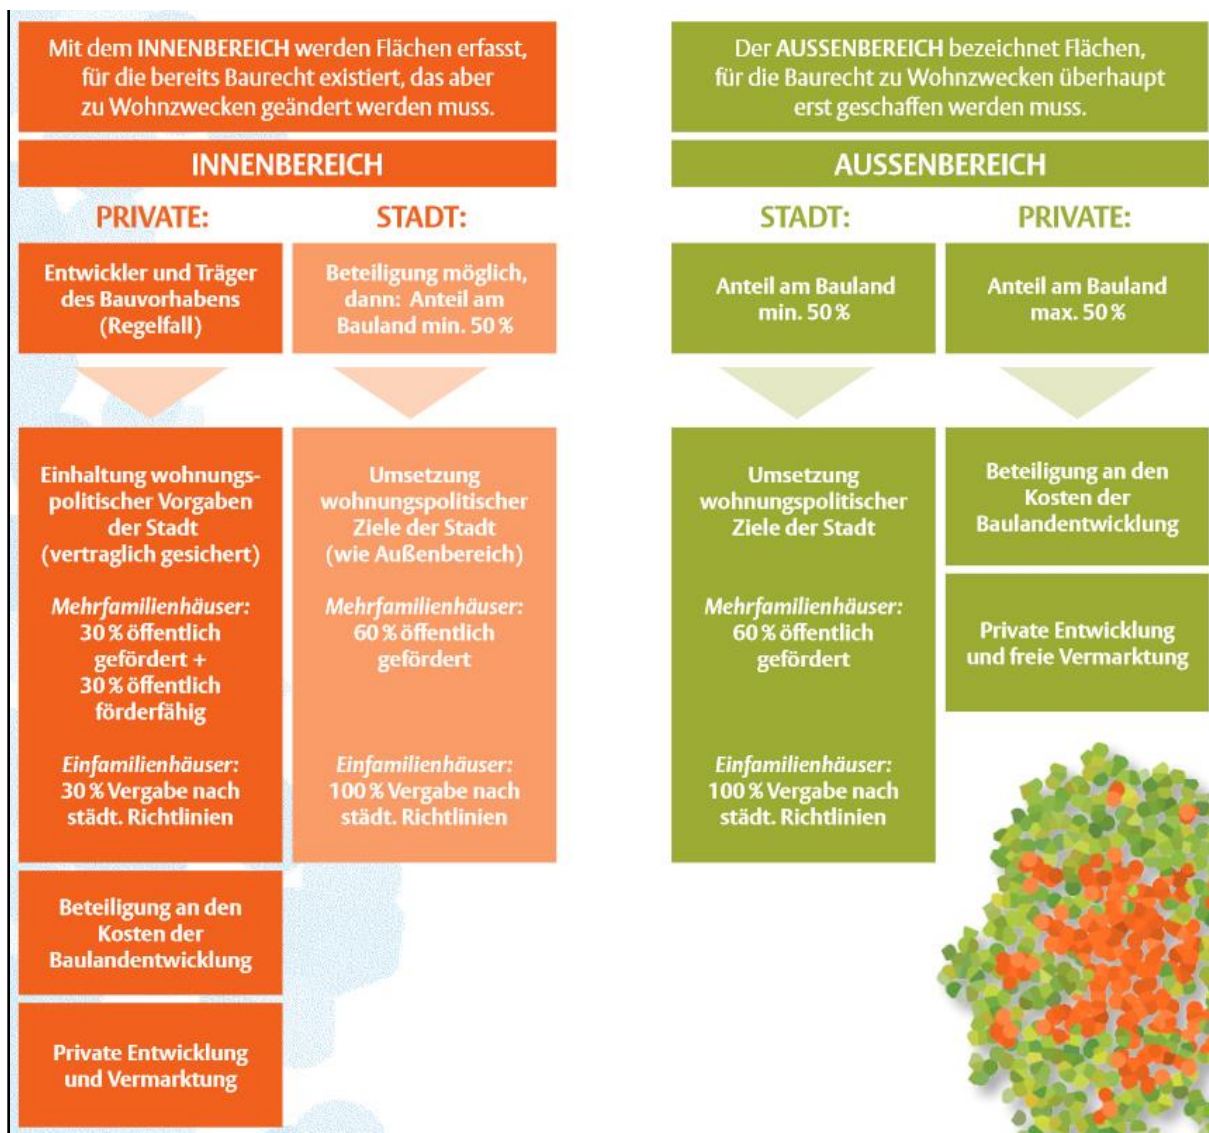 Mit dem INNENBEREICH werden Flächen erfasst,
für die bereits Baurecht existiert, das aber
zu Wohnzwecken geändert werden muss.
INNENBEREICH
PRIVATE:
Entwickler und Träger
des Bauvorhabens
(Regelfall)
Einhaltung wohnungs-
politischer Vorgaben
der Stadt
(vertraglich gesichert)
Mehrfamilienhäuser:
30 % öffentlich
gefördert +
30 % öffentlich
förderfähig
Einfamilienhäuser:
30 % Vergabe nach
städt. Richtlinien
Beteiligung an den
Kosten der
Baulandentwicklung
Private Entwicklung
und Vermarktung
STADT:
Beteiligung möglich,
dann: Anteil am
Bauland min. 50 %
Umsetzung
wohnungspolitischer
Ziele der Stadt
(wie Außenbereich)
Mehrfamilienhäuser:
60 % öffentlich
gefördert
Einfamilienhäuser:
100 % Vergabe nach
städt. Richtlinien
Der AUSSENBEREICH bezeichnet Flächen,
für die Baurecht zu Wohnzwecken überhaupt
erst geschaffen werden muss.
AUSSENBEREICH
STADT:
Anteil am Bauland
min. 50 %
Umsetzung
wohnungspolitischer
Ziele der Stadt
Mehrfamilienhäuser:
60 % öffentlich
gefördert
Einfamilienhäuser:
100 % Vergabe nach
städt. Richtlinien
PRIVATE:
Anteil am Bauland
max. 50 %
Beteiligung an den
Kosten der
Baulandentwicklung
Private Entwicklung
und freie Vermarktung